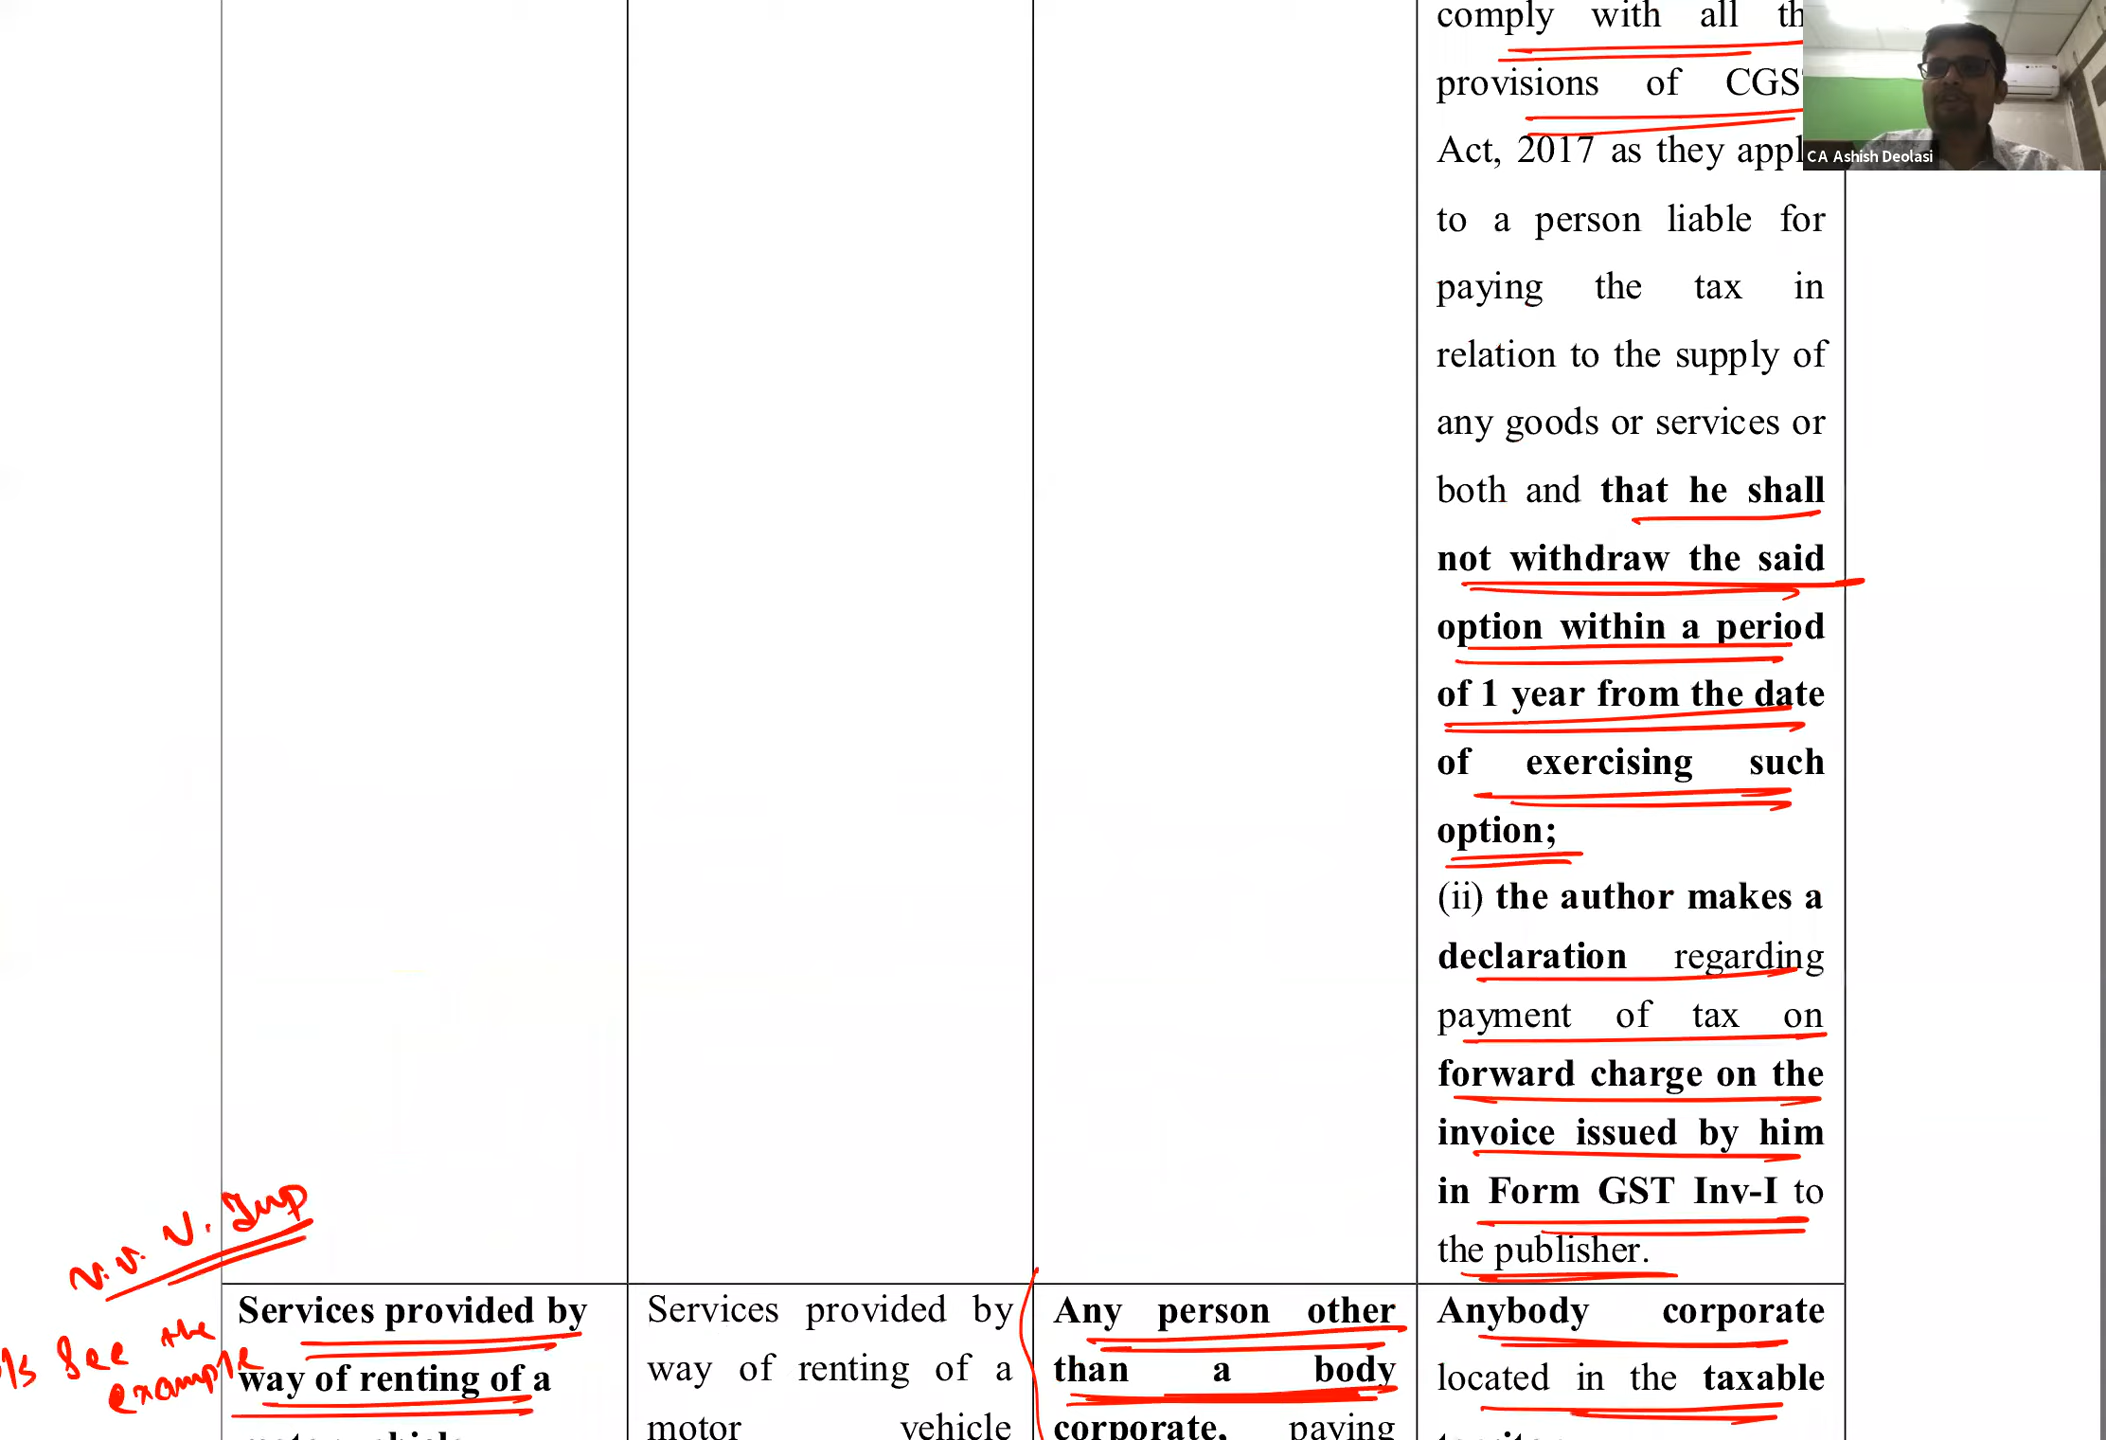 comply with all th
provisions of CGS
Act, 2017 as they appl
to a person liable for
paying the tax in
relation to the supply of
any goods or services or
both and that he shall
not withdraw the said
option within a period
of 1 year from the date
of exercising such
option;
(ii) the author makes a
declaration regarding
payment of tax on
forward charge on the
invoice issued by him
in Form GST Inv-I to
the publisher.
CA Ashish Deolasi
V.V. V. Imp
See the
example
Services provided by
way of renting of a
motor vehicle
Services provided by
way of renting of a
motor vehicle
Any person other
than a body
corporate, paying
Anybody corporate
located in the taxable